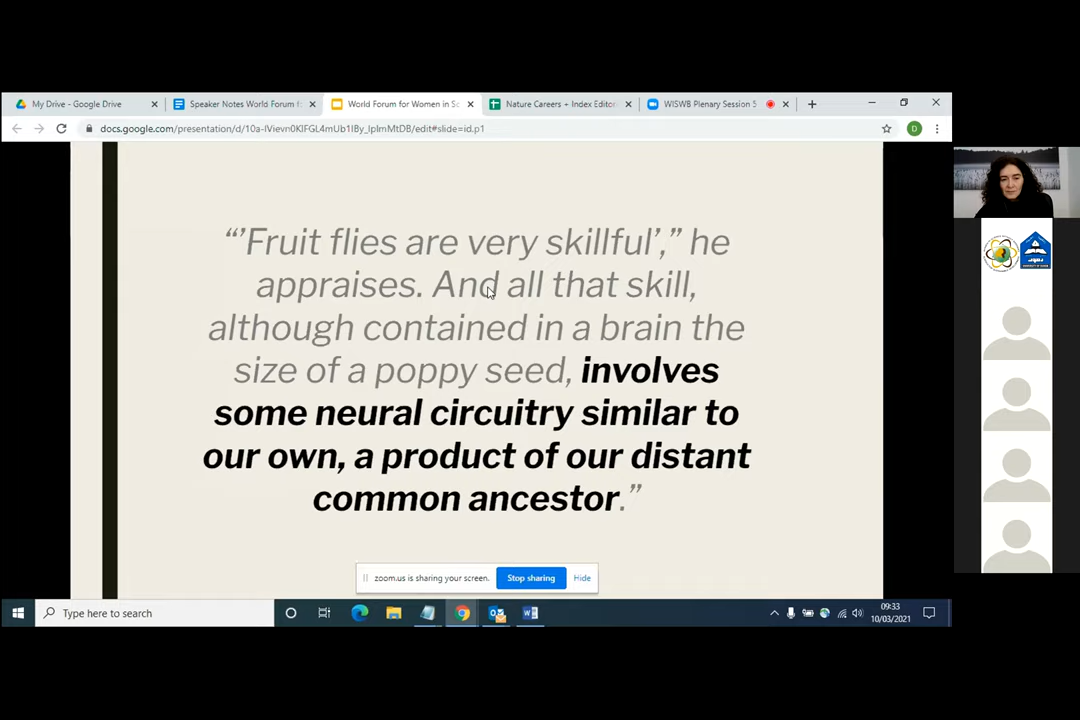 My Drive - Google Drive
Speaker Notes World Forum f
World Forum for Women in Sc
Nature Careers + Index Editor
WISWB Plenary Session 5
docs.google.com/presentation/d/10a-IVievn0KIFGL4mUb1IBy_IpImMtDB/edit#slide=id.p1
D
“’Fruit flies are very skillful’,” he
appraises. And all that skill,
although contained in a brain the
size of a poppy seed, involves
some neural circuitry similar to
our own, a product of our distant
common ancestor.”
zoom.us is sharing your screen.
Stop sharing
Hide
Type here to search
09:33
10/03/2021